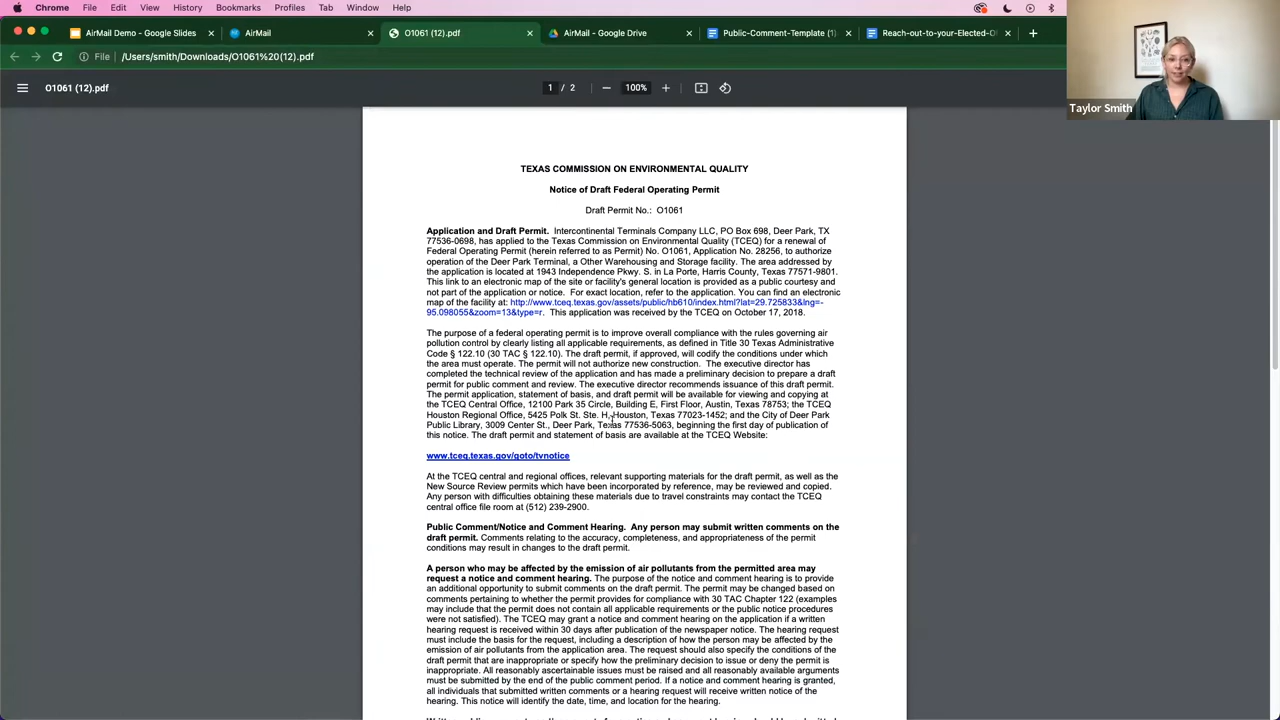 Chrome File Edit View History Bookmarks Profiles Tab Window Help
AirMail Demo - Google Slides
AirMail
O1061 (12).pdf
AirMail - Google Drive
Public-Comment-Template (1)
Reach-out-to-your-Elected-O
File /Users/smith/Downloads/O1061%20(12).pdf
O1061 (12).pdf
1 / 2
100%
Taylor Smith
TEXAS COMMISSION ON ENVIRONMENTAL QUALITY
Notice of Draft Federal Operating Permit
Draft Permit No.: O1061
Application and Draft Permit. Intercontinental Terminals Company LLC, PO Box 698, Deer Park, TX
77536-0698, has applied to the Texas Commission on Environmental Quality (TCEQ) for a renewal of
Federal Operating Permit (herein referred to as Permit) No. O1061, Application No. 28256, to authorize
operation of the Deer Park Terminal, a Other Warehousing and Storage facility. The area addressed by
the application is located at 1943 Independence Pkwy. S. in La Porte, Harris County, Texas 77571-9801.
This link to an electronic map of the site or facility's general location is provided as a public courtesy and
not part of the application or notice. For exact location, refer to the application. You can find an electronic
map of the facility at: http://www.tceq.texas.gov/assets/public/hb610/index.html?lat=29.725833&lng=-
95.098055&zoom=13&type=r. This application was received by the TCEQ on October 17, 2018.
The purpose of a federal operating permit is to improve overall compliance with the rules governing air
pollution control by clearly listing all applicable requirements, as defined in Title 30 Texas Administrative
Code § 122.10 (30 TAC § 122.10). The draft permit, if approved, will codify the conditions under which
the area must operate. The permit will not authorize new construction. The executive director has
completed the technical review of the application and has made a preliminary decision to prepare a draft
permit for public comment and review. The executive director recommends issuance of this draft permit.
The permit application, statement of basis, and draft permit will be available for viewing and copying at
the TCEQ Central Office, 12100 Park 35 Circle, Building E, First Floor, Austin, Texas 78753; the TCEQ
Houston Regional Office, 5425 Polk St. Ste. H, Houston, Texas 77023-1452; and the City of Deer Park
Public Library, 3009 Center St., Deer Park, Texas 77536-5063, beginning the first day of publication of
this notice. The draft permit and statement of basis are available at the TCEQ Website:
www.tceq.texas.gov/goto/tvnotice
At the TCEQ central and regional offices, relevant supporting materials for the draft permit, as well as the
New Source Review permits which have been incorporated by reference, may be reviewed and copied.
Any person with difficulties obtaining these materials due to travel constraints may contact the TCEQ
central office file room at (512) 239-2900.
Public Comment/Notice and Comment Hearing. Any person may submit written comments on the
draft permit. Comments relating to the accuracy, completeness, and appropriateness of the permit
conditions may result in changes to the draft permit.
A person who may be affected by the emission of air pollutants from the permitted area may
request a notice and comment hearing. The purpose of the notice and comment hearing is to provide
an additional opportunity to submit comments on the draft permit. The permit may be changed based on
comments pertaining to whether the permit provides for compliance with 30 TAC Chapter 122 (examples
may include that the permit does not contain all applicable requirements or the public notice procedures
were not satisfied). The TCEQ may grant a notice and comment hearing on the application if a written
hearing request is received within 30 days after publication of the newspaper notice. The hearing request
must include the basis for the request, including a description of how the person may be affected by the
emission of air pollutants from the application area. The request should also specify the conditions of the
draft permit that are inappropriate or specify how the preliminary decision to issue or deny the permit is
inappropriate. All reasonably ascertainable issues must be raised and all reasonably available arguments
must be submitted by the end of the public comment period. If a notice and comment hearing is granted,
all individuals that submitted written comments or a hearing request will receive written notice of the
hearing. This notice will identify the date, time, and location for the hearing.